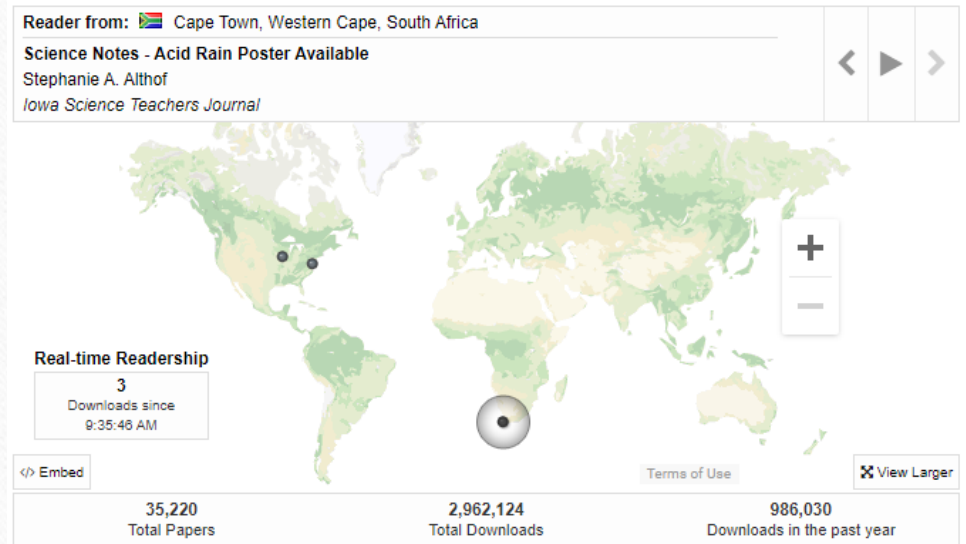 Reader from: Cape Town, Western Cape, South Africa
Science Notes - Acid Rain Poster Available
Stephanie A. Althof
Iowa Science Teachers Journal
Real-time Readership
3
Downloads since
9:35:46 AM
</> Embed
Terms of Use
View Larger
35,220
Total Papers
2,962,124
Total Downloads
986,030
Downloads in the past year